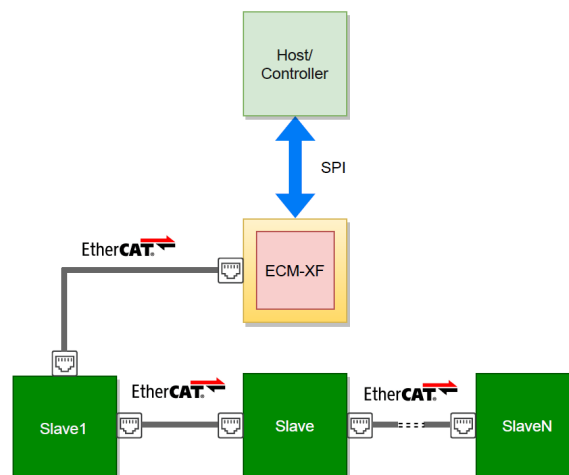 Host/
Controller
SPI
EtherCAT®
ECM-XF
EtherCAT®
EtherCAT®
Slave1
Slave
SlaveN